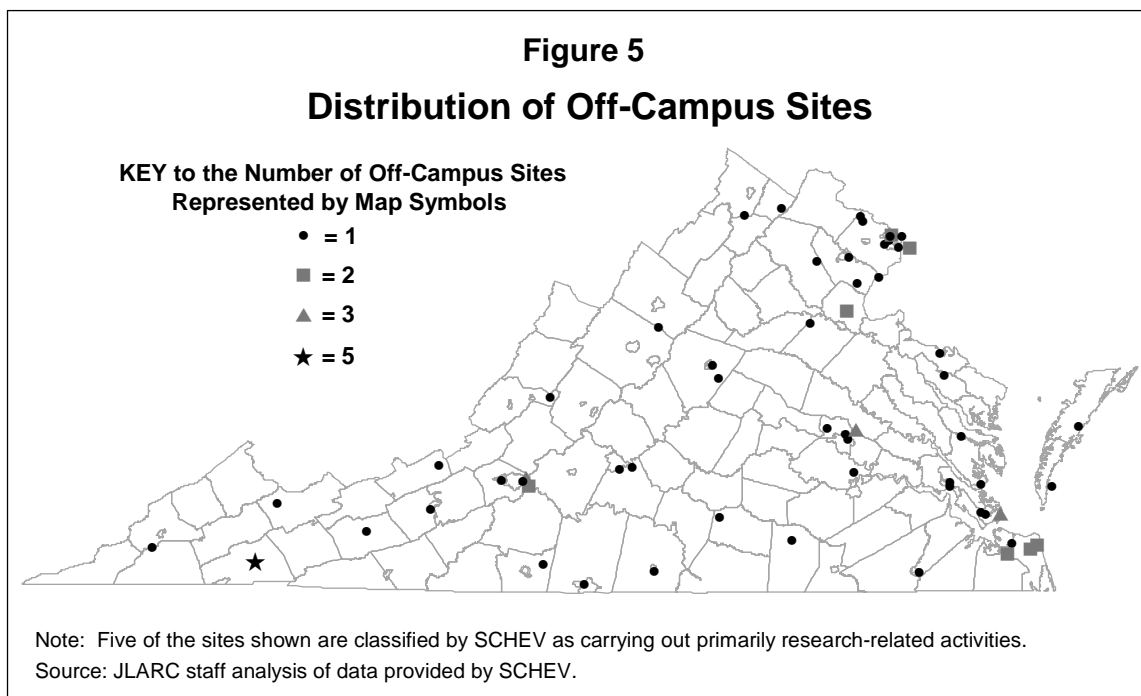 Figure 5
Distribution of Off-Campus Sites
KEY to the Number of Off-Campus Sites
Represented by Map Symbols
= 1
= 2
= 3
= 5
Note: Five of the sites shown are classified by SCHEV as carrying out primarily research-related activities.
Source: JLARC staff analysis of data provided by SCHEV.